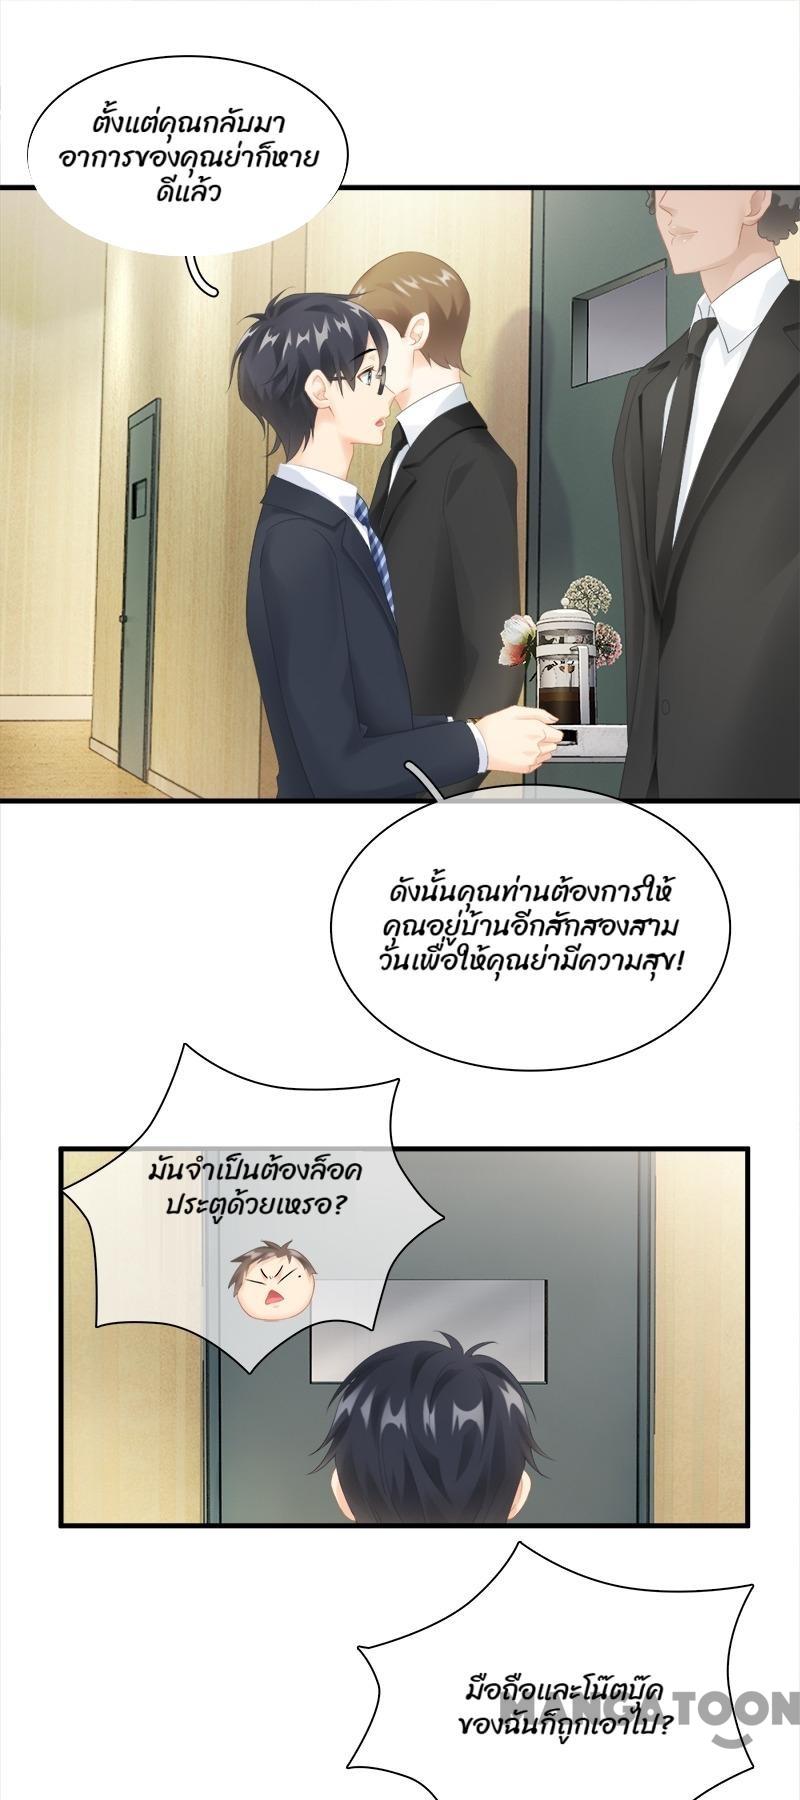 ตั้งแต่คุณกลับมา
อาการของคุณย่าก็หาย
ดีแล้ว
ดังนั้นคุณท่านต้องการให้
คุณอยู่บ้านอีกสักสองสาม
วันเพื่อให้คุณย่ามีความสุข!
มันจำเป็นต้องล็อค
ประตูด้วยเหรอ?
มือถือและโน๊ตบุ๊ค
ของฉันก็ถูกเอาไป?
MANGATOON